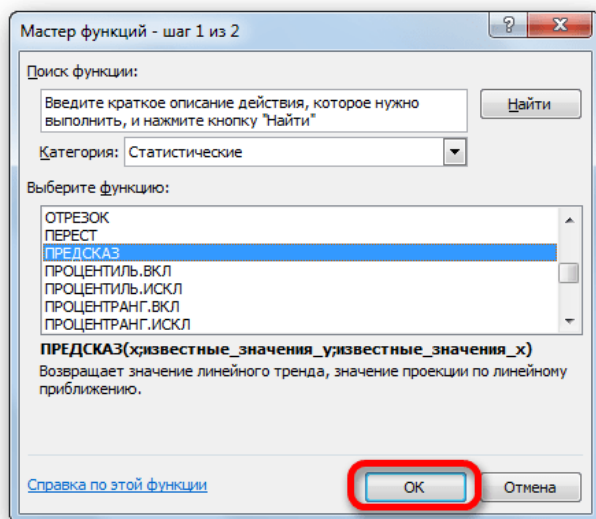 Мастер функций - шаг 1 из 2
Поиск функции:
Введите краткое описание действия, которое нужно
выполнить, и нажмите кнопку "Найти"
Найти
Категория: Статистические
Выберите функцию:
ОТРЕЗОК
ПЕРЕСТ
ПРЕДСКАЗ
ПРОЦЕНТИЛЬ.ВКЛ
ПРОЦЕНТИЛЬ.ИСКЛ
ПРОЦЕНТРАНГ.ВКЛ
ПРОЦЕНТРАНГ.ИСКЛ
ПРЕДСКАЗ(x;известные_значения_y;известные_значения_x)
Возвращает значение линейного тренда, значение проекции по линейному
приближению.
Справка по этой функции
ОК
Отмена